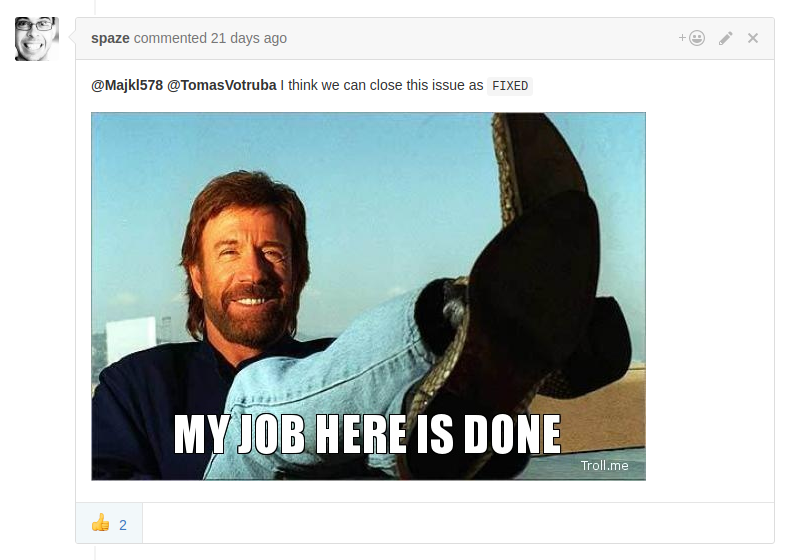 spaze commented 21 days ago
@Majkl578 @TomasVotruba I think we can close this issue as FIXED
MY JOB HERE IS DONE
Troll.me
2